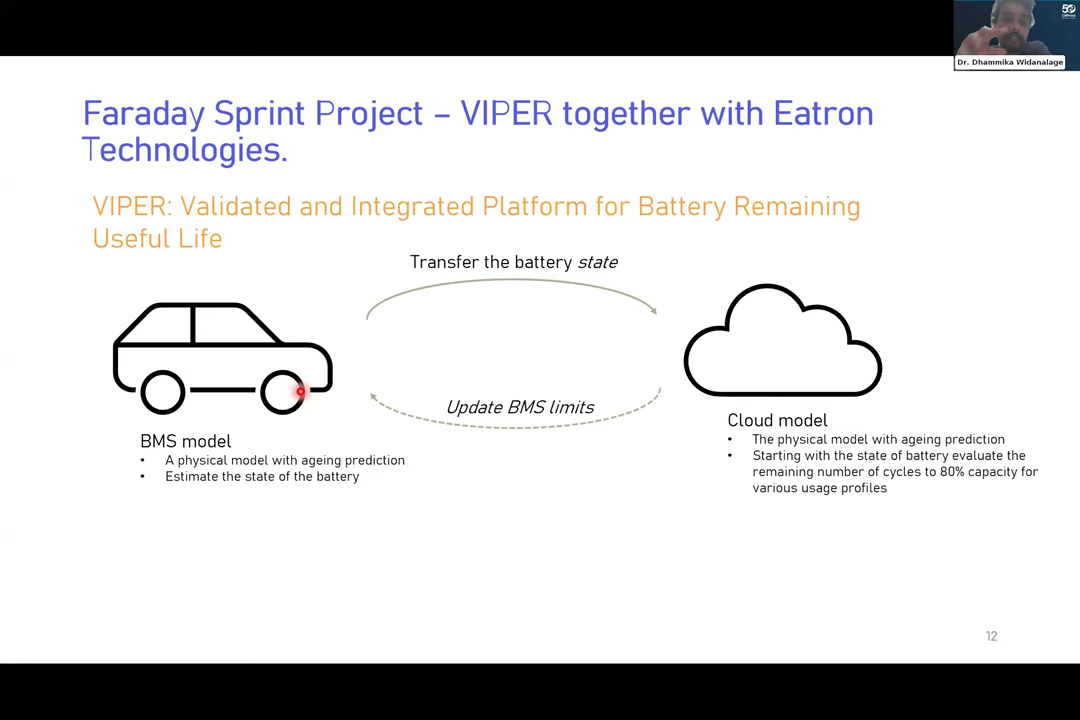 50
Dr. Dhammika Widanalage
Faraday Sprint Project – VIPER together with Eatron
Technologies.
VIPER: Validated and Integrated Platform for Battery Remaining
Useful Life
Transfer the battery state
Update BMS limits
BMS model
• A physical model with ageing prediction
• Estimate the state of the battery
Cloud model
• The physical model with ageing prediction
• Starting with the state of battery evaluate the
remaining number of cycles to 80% capacity for
various usage profiles
12